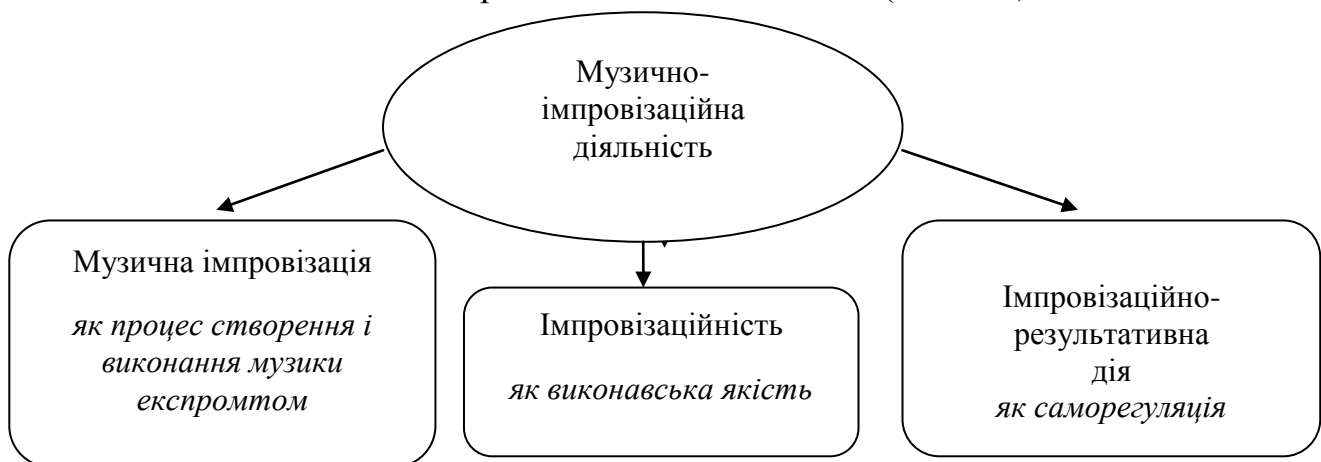 Музично-
імпровізаційна
діяльність
Музична імпровізація
як процес створення і
виконання музики
експромтом
Імпровізаційність
як виконавська якість
Імпровізаційно-
результативна
дія
як саморегуляція